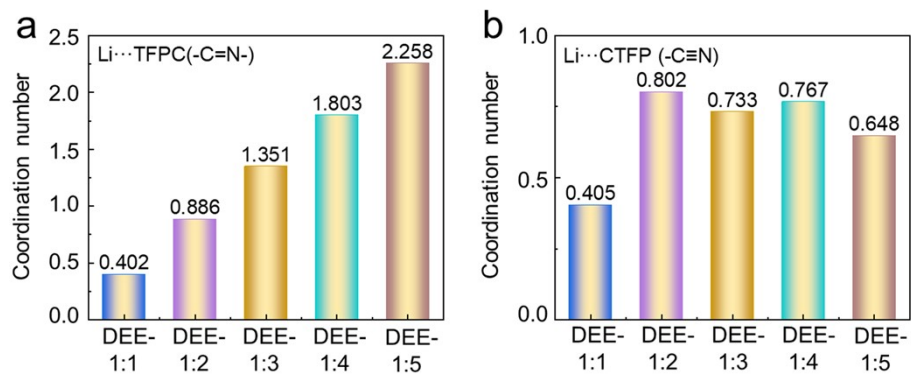 a
Li···TFPC(-C=N-)
Coordination number
2.5
2.0
1.5
1.0
0.5
0.0
0.402
0.886
1.351
1.803
2.258
DEE-1:1
DEE-1:2
DEE-1:3
DEE-1:4
DEE-1:5
b
Li···CTFP (-C≡N)
Coordination number
1.0
0.5
0.0
0.405
0.802
0.733
0.767
0.648
DEE-1:1
DEE-1:2
DEE-1:3
DEE-1:4
DEE-1:5